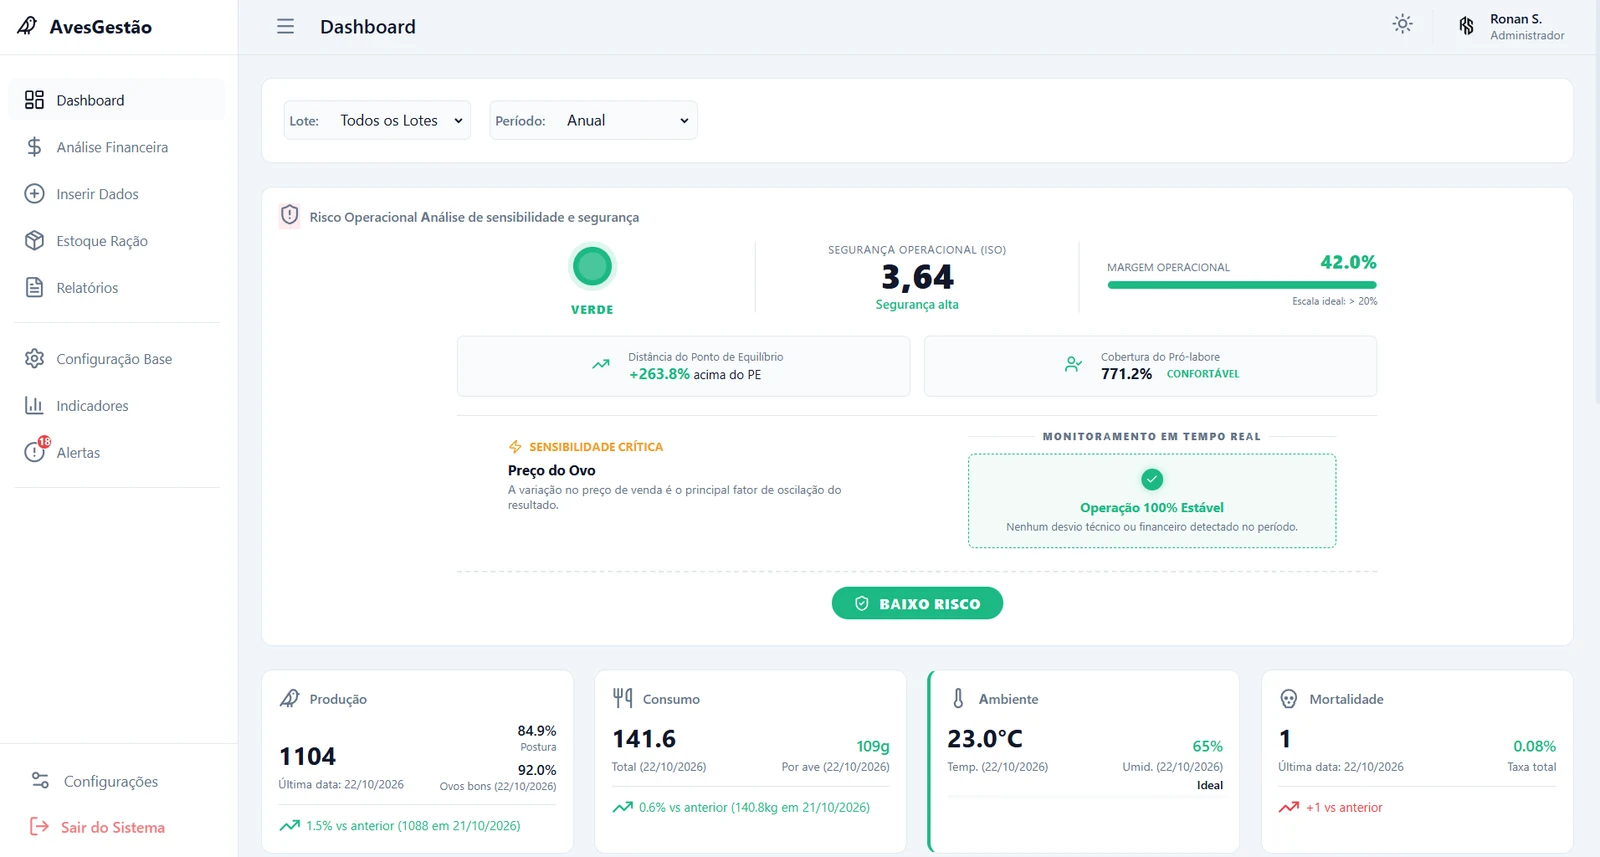 AvesGestão
Dashboard
Ronan S.
Administrador
Dashboard
Análise Financeira
Inserir Dados
Estoque Ração
Relatórios
Configuração Base
Indicadores
18
Alertas
Configurações
Sair do Sistema
Lote: Todos os Lotes
Período: Anual
Risco Operacional Análise de sensibilidade e segurança
VERDE
SEGURANÇA OPERACIONAL (ISO)
3,64
Segurança alta
MARGEM OPERACIONAL 42.0%
Escala ideal: > 20%
Distância do Ponto de Equilíbrio
+263.8% acima do PE
Cobertura do Pró-labore
771.2% CONFORTÁVEL
SENSIBILIDADE CRÍTICA
Preço do Ovo
A variação no preço de venda é o principal fator de oscilação do
resultado.
MONITORAMENTO EM TEMPO REAL
Operação 100% Estável
Nenhum desvio técnico ou financeiro detectado no período.
BAIXO RISCO
Produção
1104
Última data: 22/10/2026
84.9%
Postura
92.0%
Ovos bons (22/10/2026)
1.5% vs anterior (1088 em 21/10/2026)
Consumo
141.6
Total (22/10/2026)
109g
Por ave (22/10/2026)
0.6% vs anterior (140.8kg em 21/10/2026)
Ambiente
23.0°C
Temp. (22/10/2026)
65%
Umid. (22/10/2026)
Ideal
Mortalidade
1
Última data: 22/10/2026
0.08%
Taxa total
+1 vs anterior